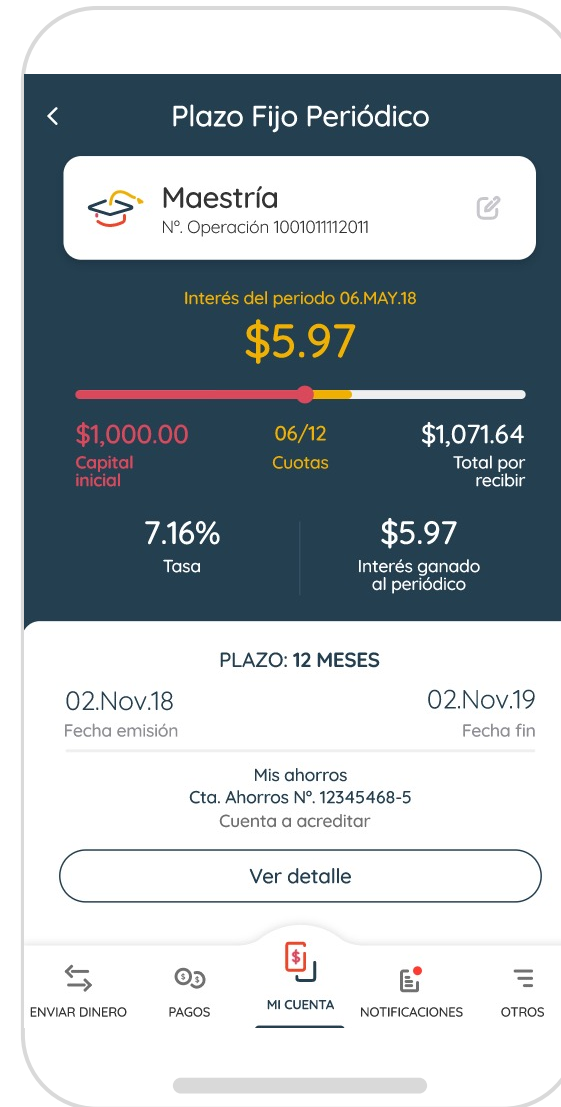 Plazo Fijo Periódico
Maestría
Nº. Operación 1001011112011
Interés del periodo 06.MAY.18
$5.97
$1,000.00
Capital
inicial
06/12
Cuotas
$1,071.64
Total por
recibir
7.16%
Tasa
$5.97
Interés ganado
al periódico
PLAZO: 12 MESES
02.Nov.18
Fecha emisión
02.Nov.19
Fecha fin
Mis ahorros
Cta. Ahorros Nº. 12345468-5
Cuenta a acreditar
Ver detalle
ENVIAR DINERO
PAGOS
$
MI CUENTA
NOTIFICACIONES
OTROS